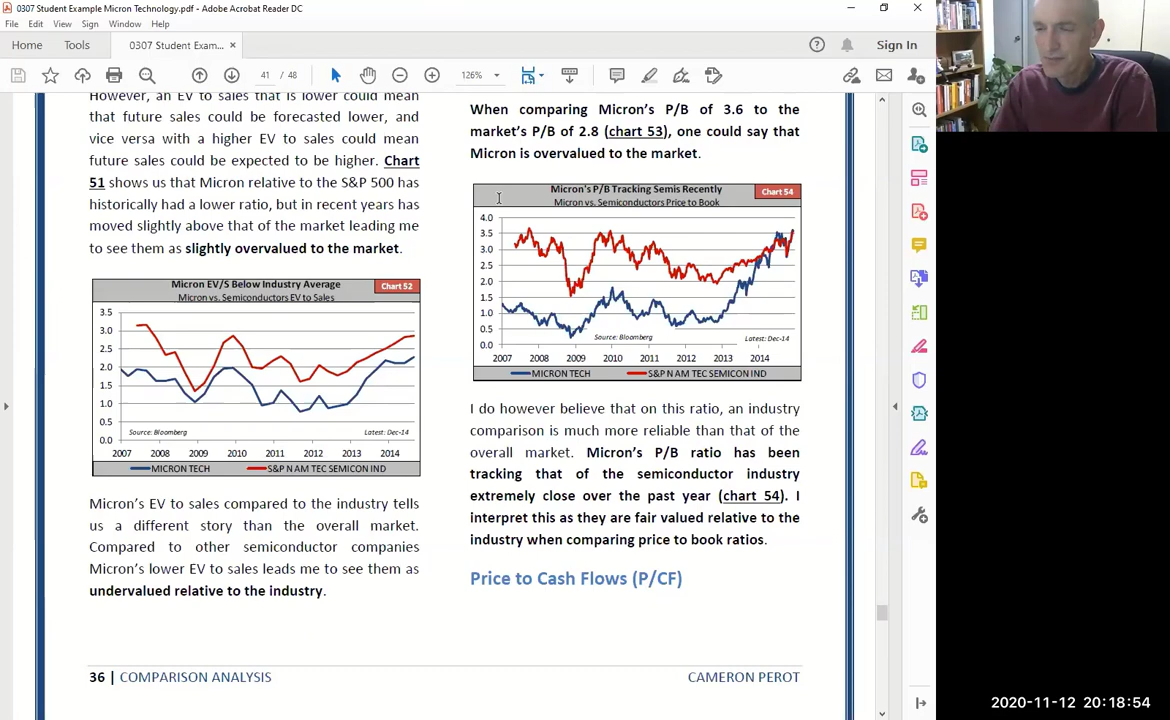 0307 Student Example Micron Technology.pdf - Adobe Acrobat Reader DC
File Edit View Sign Window Help
Home Tools 0307 Student Exam... × Sign In
41 / 48 126%
However, an EV to sales that is lower could mean
that future sales could be forecasted lower, and
vice versa with a higher EV to sales could mean
future sales could be expected to be higher. Chart
51 shows us that Micron relative to the S&P 500 has
historically had a lower ratio, but in recent years has
moved slightly above that of the market leading me
to see them as slightly overvalued to the market.
Micron EV/S Below Industry Average
Chart 52
Micron vs. Semiconductors EV to Sales
3.5
3.0
2.5
2.0
1.5
1.0
0.5
0.0
Source: Bloomberg Latest: Dec-14
2007 2008 2009 2010 2011 2012 2013 2014
MICRON TECH S&P N AM TEC SEMICON IND
Micron's EV to sales compared to the industry tells
us a different story than the overall market.
Compared to other semiconductor companies
Micron's lower EV to sales leads me to see them as
undervalued relative to the industry.
When comparing Micron's P/B of 3.6 to the
market's P/B of 2.8 (chart 53), one could say that
Micron is overvalued to the market.
Micron's P/B Tracking Semis Recently
Chart 54
Micron vs. Semiconductors Price to Book
4.0
3.5
3.0
2.5
2.0
1.5
1.0
0.5
0.0
Source: Bloomberg Latest: Dec-14
2007 2008 2009 2010 2011 2012 2013 2014
MICRON TECH S&P N AM TEC SEMICON IND
I do however believe that on this ratio, an industry
comparison is much more reliable than that of the
overall market. Micron's P/B ratio has been
tracking that of the semiconductor industry
extremely close over the past year (chart 54). I
interpret this as they are fair valued relative to the
industry when comparing price to book ratios.
Price to Cash Flows (P/CF)
36 | COMPARISON ANALYSIS CAMERON PEROT
2020-11-12 20:18:54